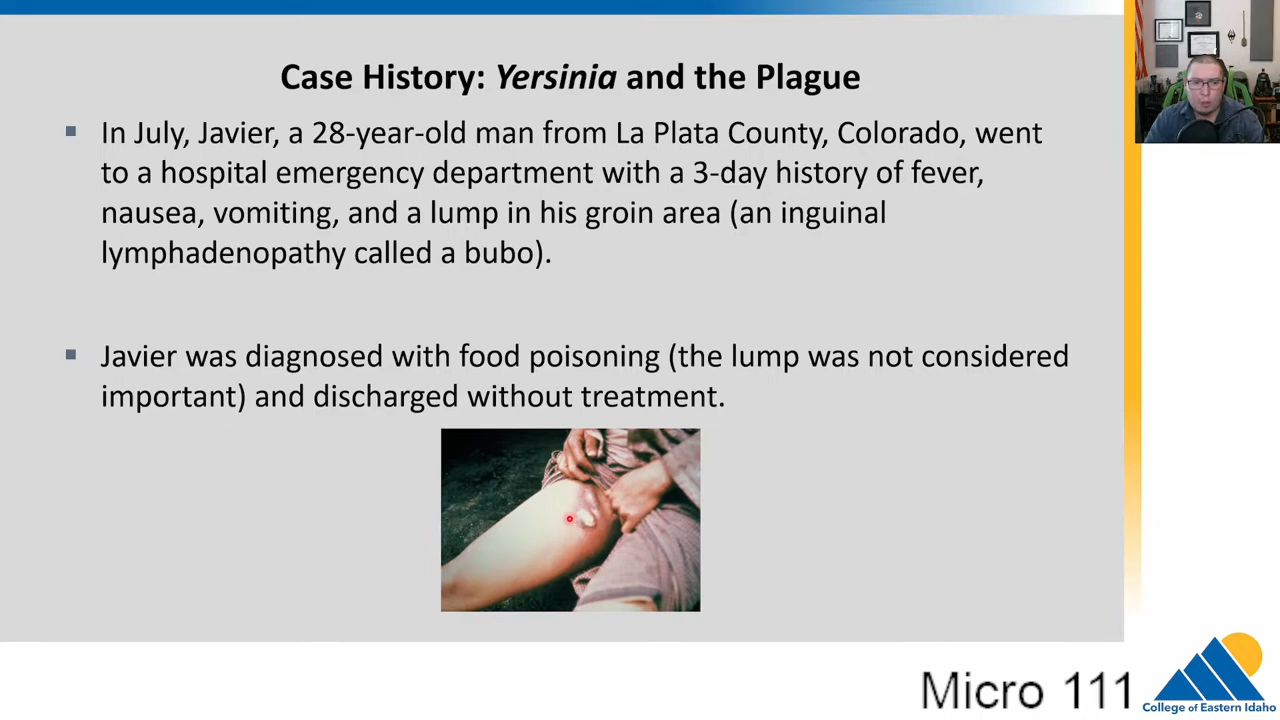 Case History: Yersinia and the Plague
In July, Javier, a 28-year-old man from La Plata County, Colorado, went
to a hospital emergency department with a 3-day history of fever,
nausea, vomiting, and a lump in his groin area (an inguinal
lymphadenopathy called a bubo).
Javier was diagnosed with food poisoning (the lump was not considered
important) and discharged without treatment.
Micro 111
College of Eastern Idaho